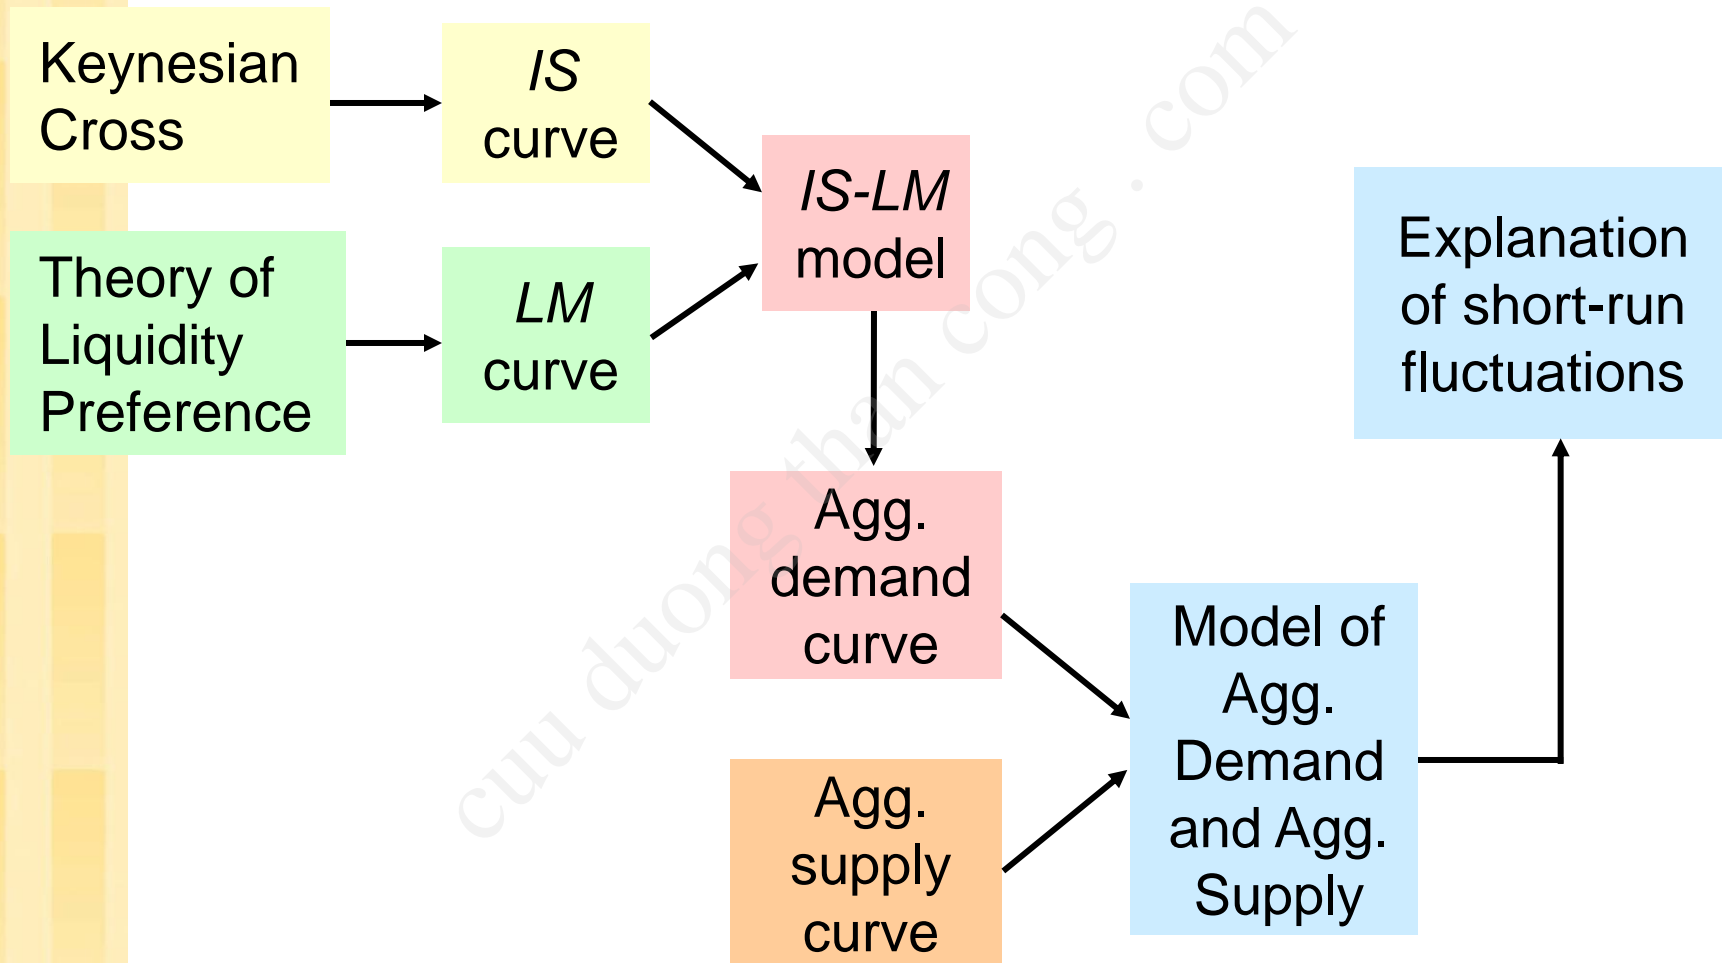 Keynesian
Cross
IS
curve
Theory of
Liquidity
Preference
LM
curve
IS-LM
model
Explanation
of short-run
fluctuations
Agg.
demand
curve
Agg.
supply
curve
Model of
Agg.
Demand
and Agg.
Supply
cuu duong than cong . com